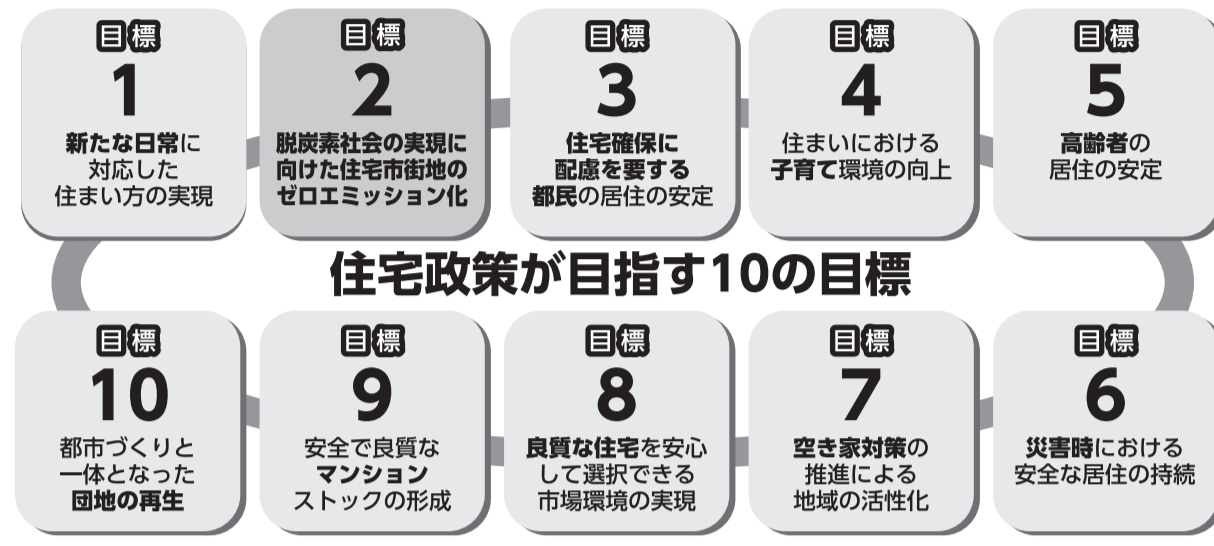 目標
1
新たな日常に
対応した
住まい方の実現
目標
2
脱炭素社会の実現に
向けた住宅市街地の
ゼロエミッション化
目標
3
住宅確保に
配慮を要する
都民の居住の安定
目標
4
住まいにおける
子育て環境の向上
目標
5
高齢者の
居住の安定
住宅政策が目指す10の目標
目標
10
都市づくりと
一体となった
団地の再生
目標
9
安全で良質な
マンション
ストックの形成
目標
8
良質な住宅を安心
して選択できる
市場環境の実現
目標
7
空き家対策の
推進による
地域の活性化
目標
6
災害時における
安全な居住の持続